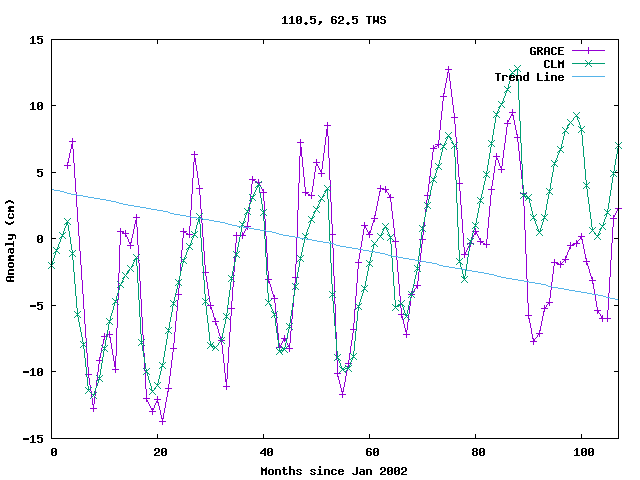 110.5, 62.5 TWS
GRACE
CLM
Trend Line
15
10
5
0
-5
-10
-15
Anomaly (cm)
0 20 40 60 80 100
Months since Jan 2002